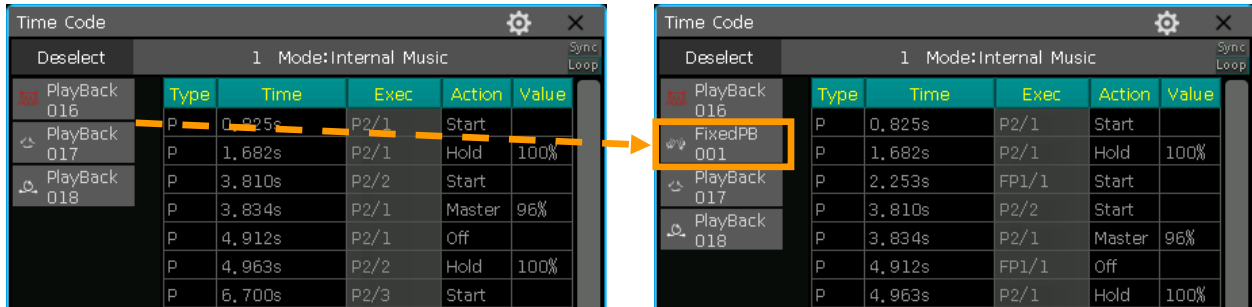 Time Code
Deselect 1 Mode:Internal Music Sync Loop
PlayBack 016
PlayBack 017
PlayBack 018
Type Time Exec Action Value
P 0.825s P2/1 Start
P 1.682s P2/1 Hold 100%
P 3.810s P2/2 Start
P 3.834s P2/1 Master 96%
P 4.912s P2/1 Off
P 4.963s P2/2 Hold 100%
P 6.700s P2/3 Start
Time Code
Deselect 1 Mode:Internal Music Sync Loop
PlayBack 016
FixedPB 001
PlayBack 017
PlayBack 018
Type Time Exec Action Value
P 0.825s P2/1 Start
P 1.682s P2/1 Hold 100%
P 2.253s FP1/1 Start
P 3.810s P2/2 Start
P 3.834s P2/1 Master 96%
P 4.912s FP1/1 Off
P 4.963s P2/1 Hold 100%